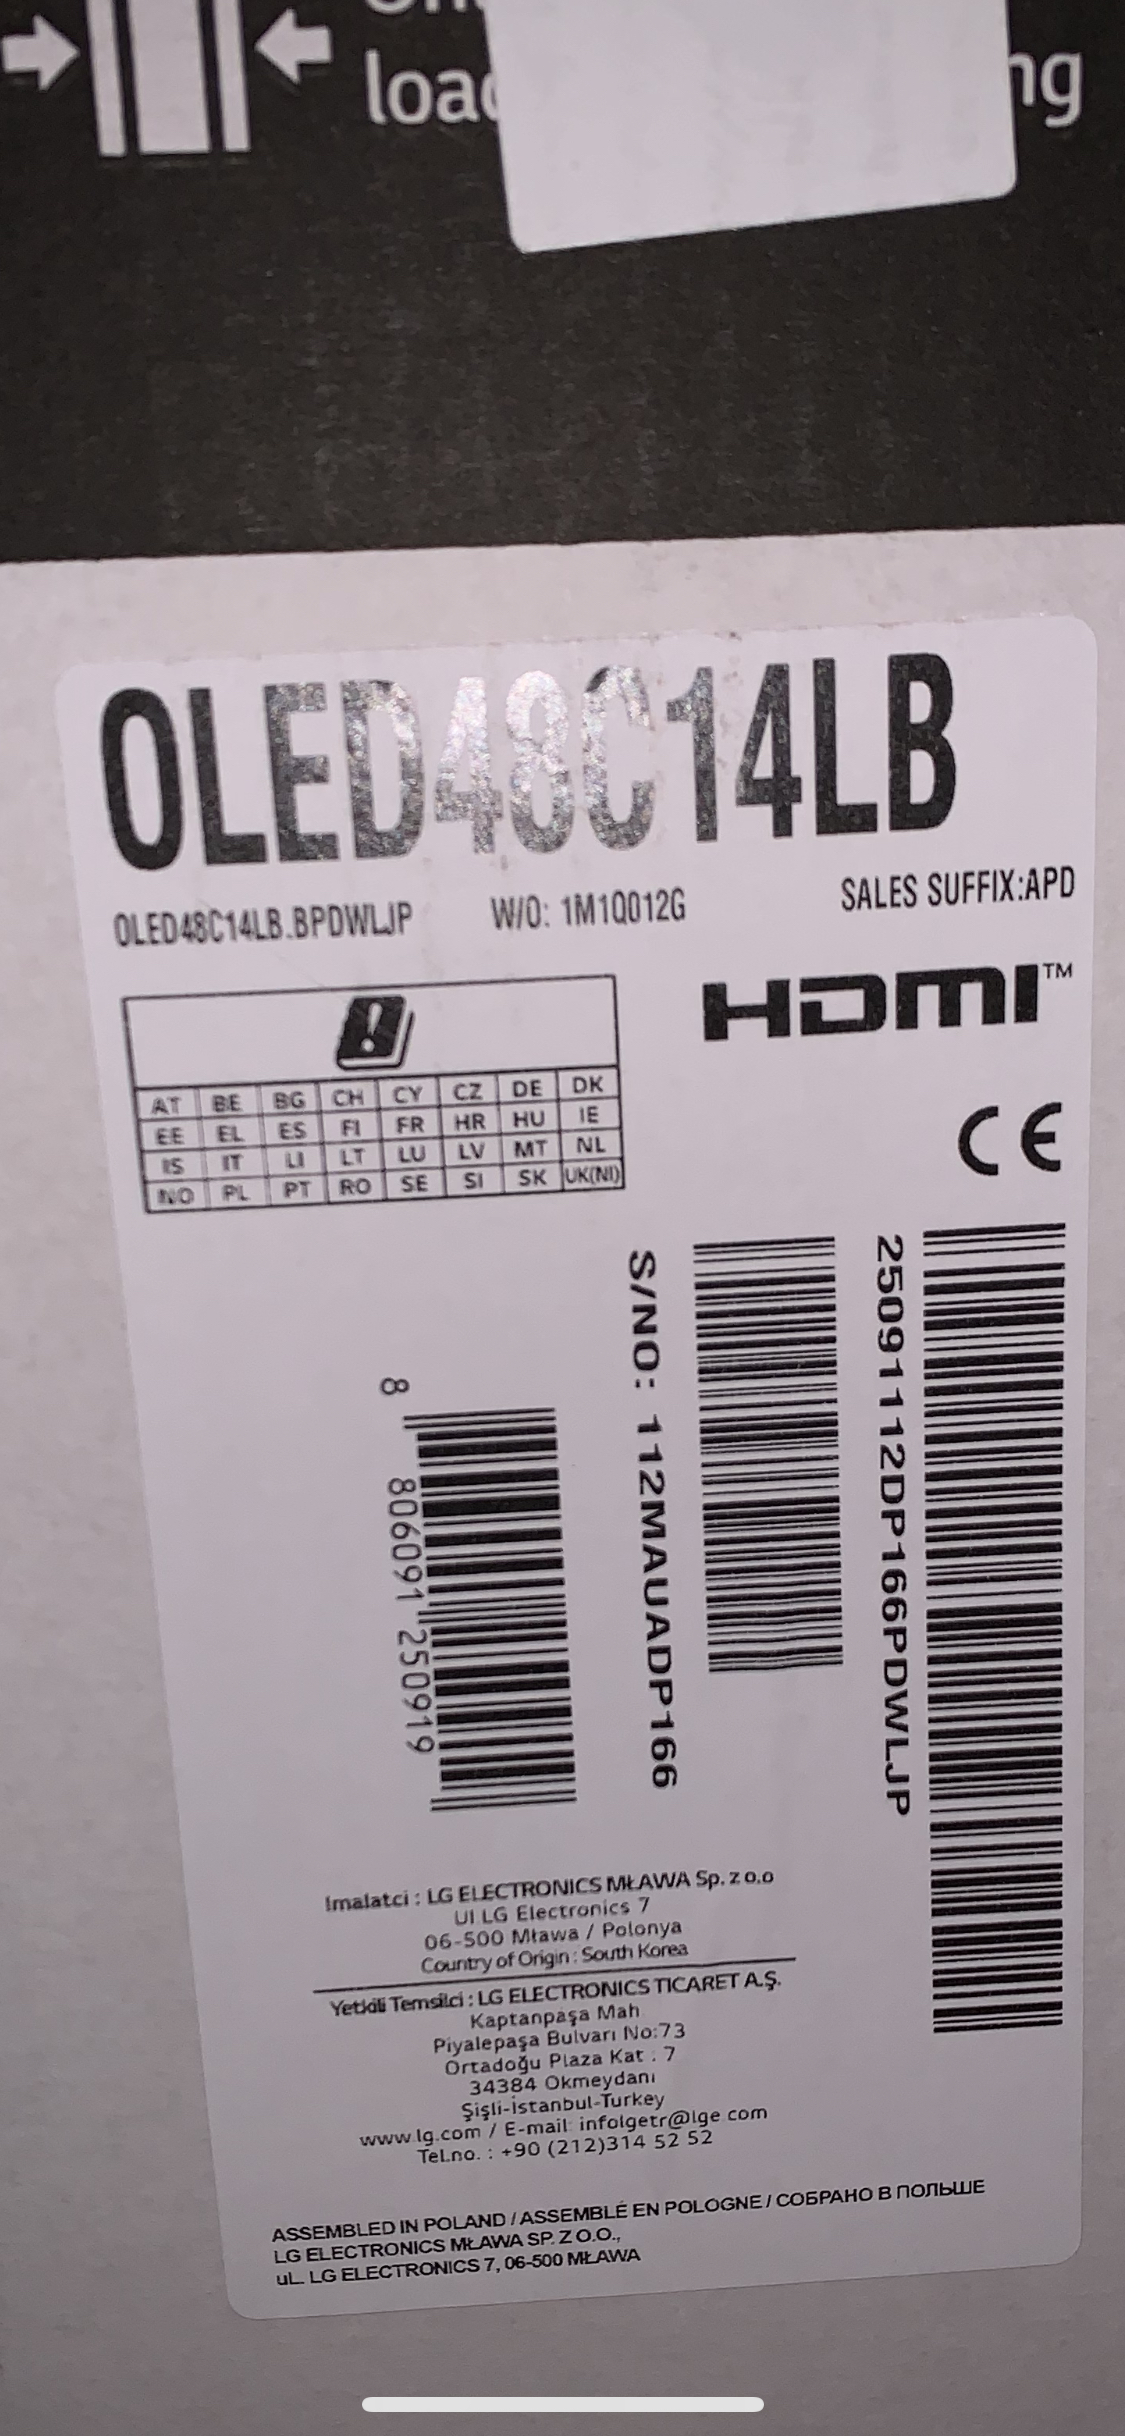 ng
OLED48C14LB
OLED48C14LB.BPDWLJP W/O: 1M1Q012G SALES SUFFIX:APD
HDMI™
AT BE BG CH CY CZ DE DK
EE EL ES FI FR HR HU IE
IS IT LI LT LU LV MT NL
NO PL PT RO SE SI SK UK(NI)
CE
25091112DP166PDWLJP
S/NO: 112MAUADP166
8 806091 250919
Imalatci : LG ELECTRONICS MŁAWA Sp. z o.o
Ul LG Electronics 7
06-500 Mława / Polonya
Country of Origin : South Korea
Yetkili Temsilci : LG ELECTRONICS TICARET A.Ş.
Kaptanpaşa Mah
Piyalepaşa Bulvarı No:73
Ortadoğu Plaza Kat : 7
34384 Okmeydanı
Şişli-İstanbul-Turkey
www.lg.com / E-mail: infolgetr@lge.com
Tel.no. : +90 (212)314 52 52
ASSEMBLED IN POLAND / ASSEMBLÉ EN POLOGNE / СОБРАНО В ПОЛЬШЕ
LG ELECTRONICS MŁAWA SP. Z O.O.,
uL. LG ELECTRONICS 7, 06-500 MŁAWA